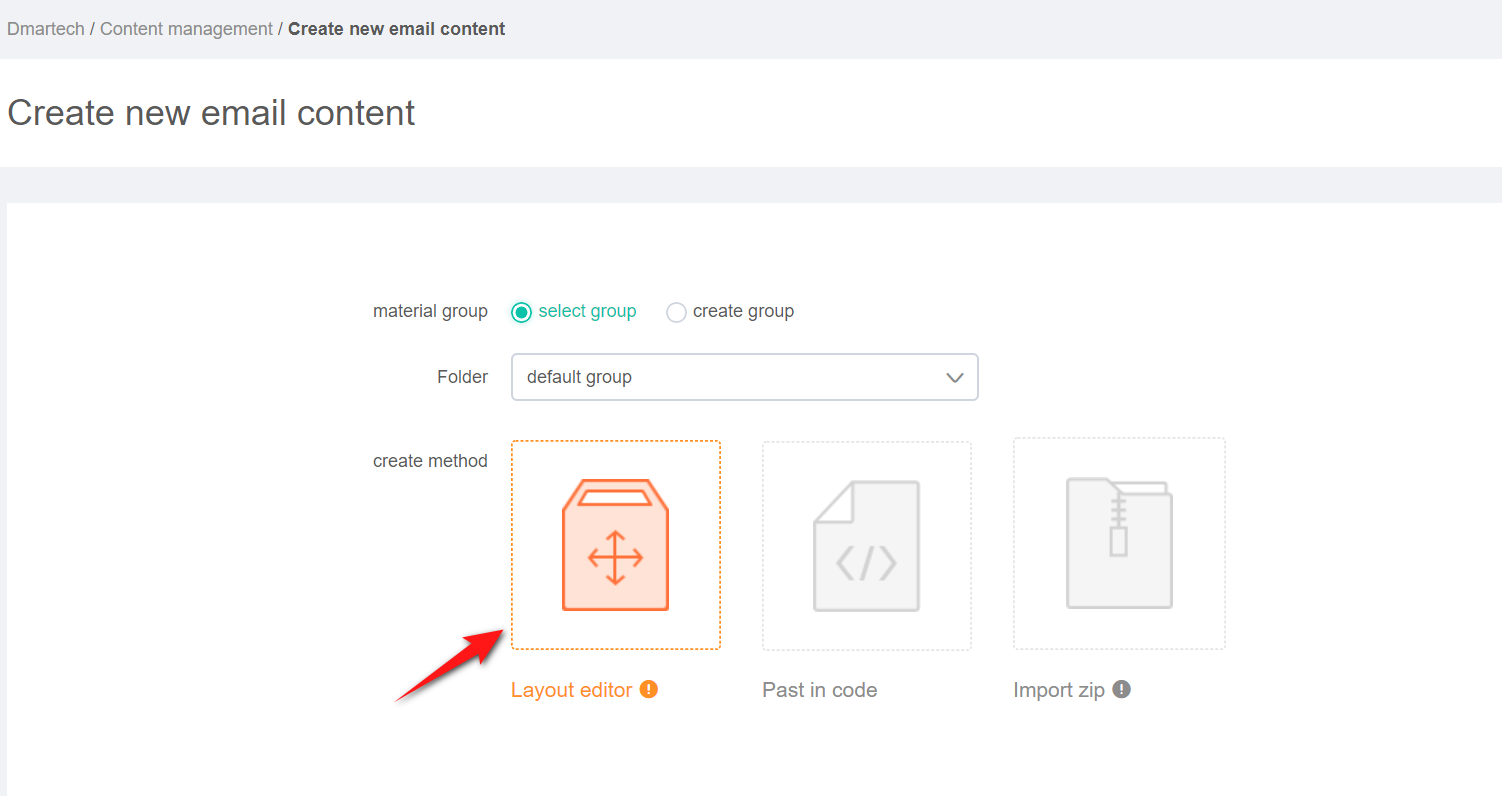 Dmartech / Content management / Create new email content
Create new email content
material group select group create group
Folder default group
create method
</>
Layout editor Past in code Import zip